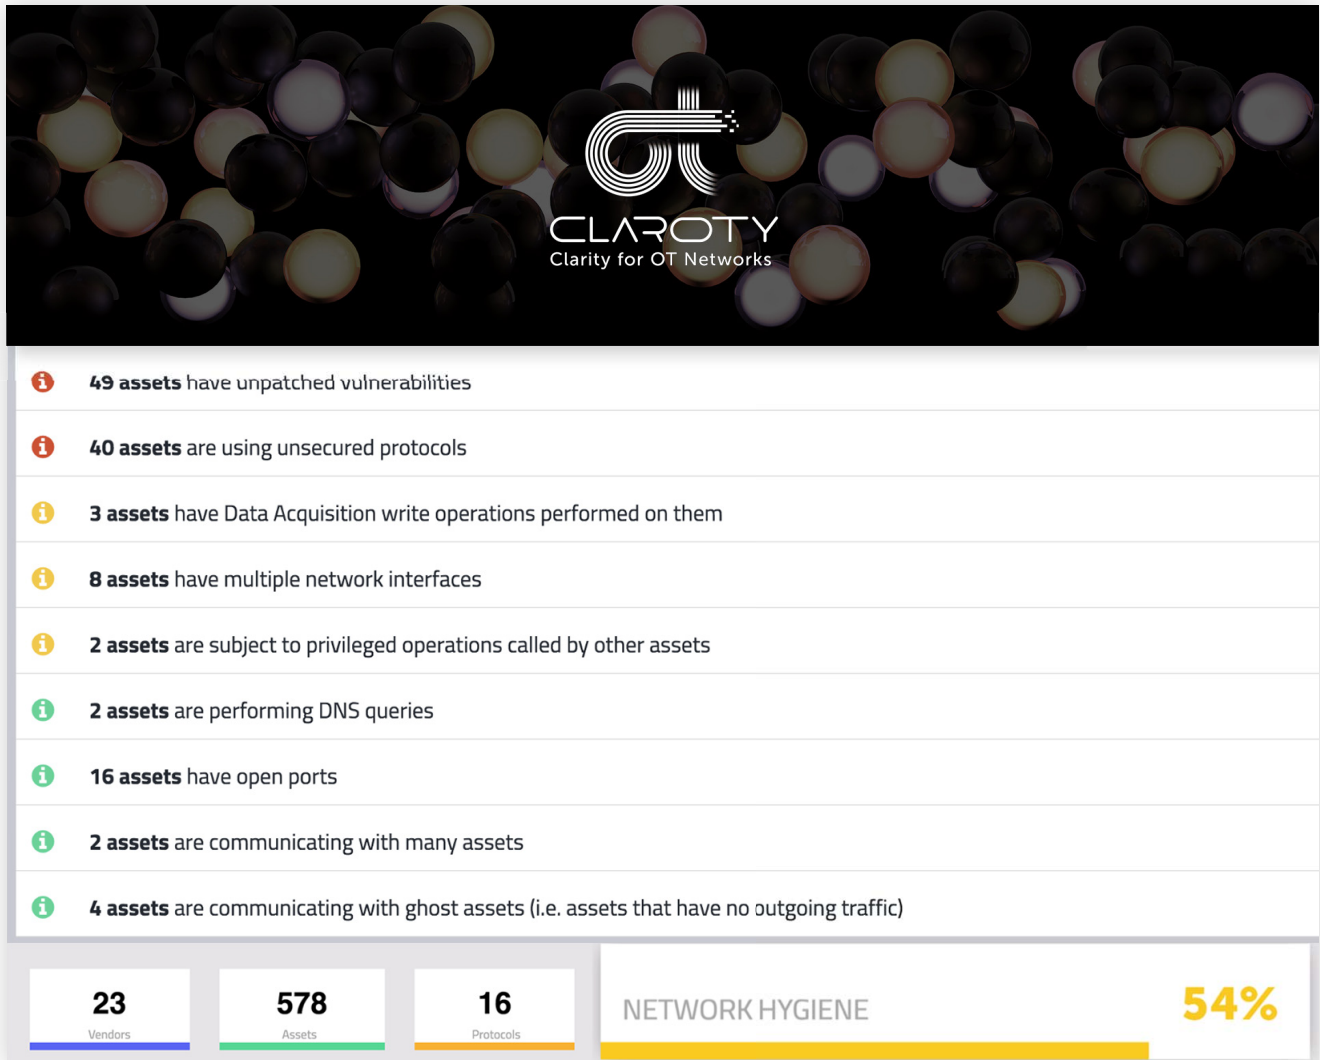 ot
CLAROTY
Clarity for OT Networks
49 assets have unpatched vulnerabilities
40 assets are using unsecured protocols
3 assets have Data Acquisition write operations performed on them
8 assets have multiple network interfaces
2 assets are subject to privileged operations called by other assets
2 assets are performing DNS queries
16 assets have open ports
2 assets are communicating with many assets
4 assets are communicating with ghost assets (i.e. assets that have no outgoing traffic)
23 578 16
Vendors Assets Protocols
NETWORK HYGIENE 54%